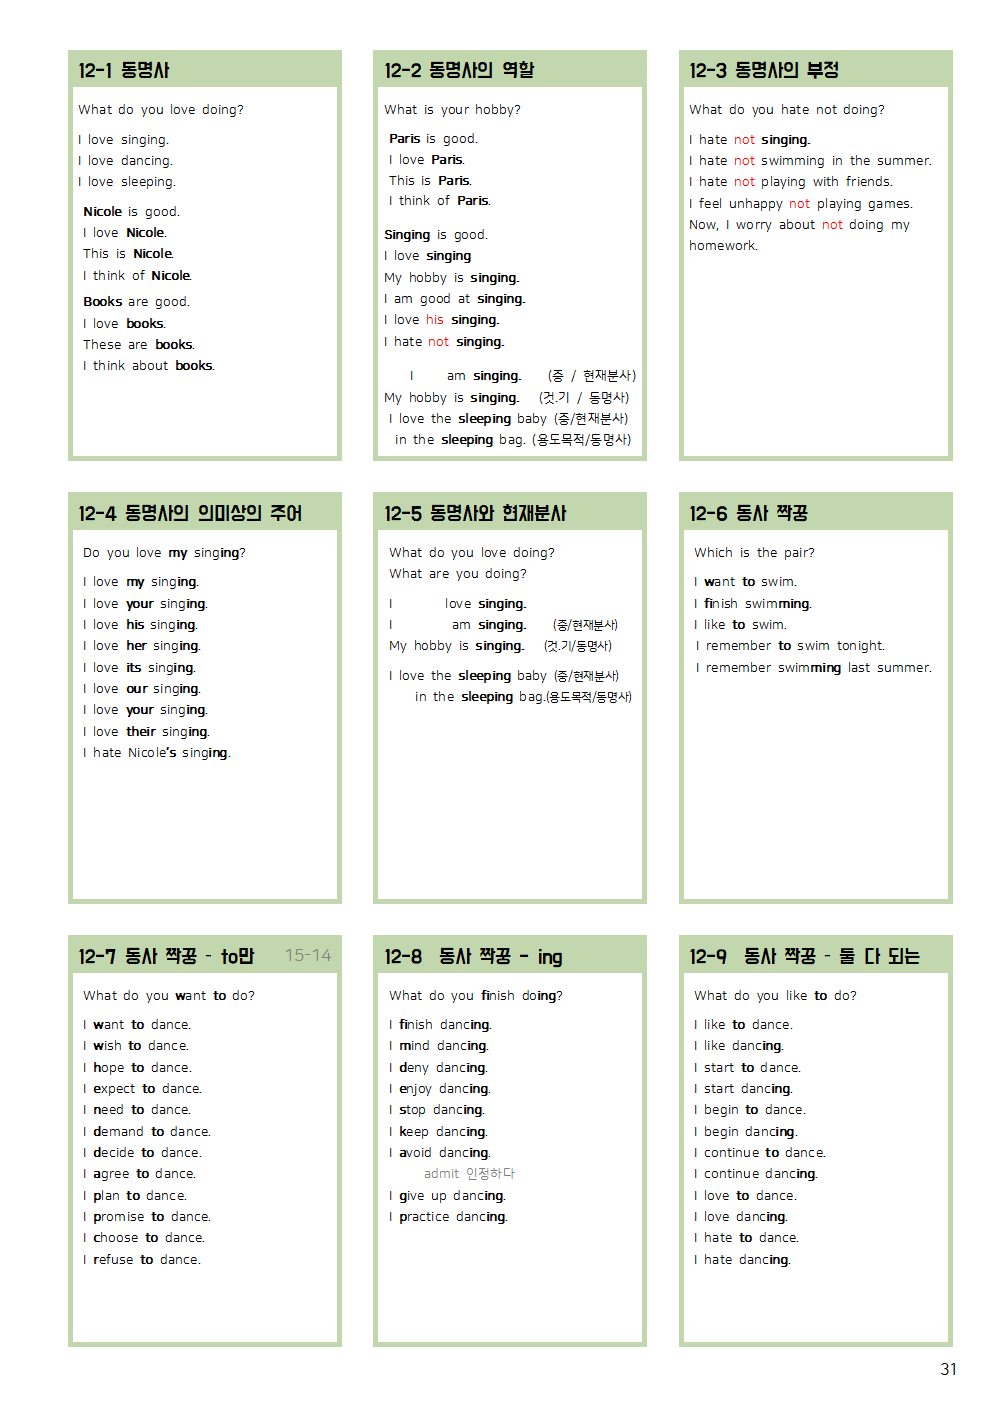 12-1 동명사
What do you love doing?
I love singing.
I love dancing.
I love sleeping.
Nicole is good.
I love Nicole.
This is Nicole.
I think of Nicole.
Books are good.
I love books.
These are books.
I think about books.
12-2 동명사의 역할
What is your hobby?
Paris is good.
I love Paris.
This is Paris.
I think of Paris.
Singing is good.
I love singing
My hobby is singing.
I am good at singing.
I love his singing.
I hate not singing.
I am singing. (중 / 현재분사)
My hobby is singing. (것.기 / 동명사)
I love the sleeping baby (중/현재분사)
in the sleeping bag. (용도목적/동명사)
12-3 동명사의 부정
What do you hate not doing?
I hate not singing.
I hate not swimming in the summer.
I hate not playing with friends.
I feel unhappy not playing games.
Now, I worry about not doing my
homework.
12-4 동명사의 의미상의 주어
Do you love my singing?
I love my singing.
I love your singing.
I love his singing.
I love her singing.
I love its singing.
I love our singing.
I love your singing.
I love their singing.
I hate Nicole's singing.
12-5 동명사와 현재분사
What do you love doing?
What are you doing?
I love singing.
I am singing. (중/현재분사)
My hobby is singing. (것.기/동명사)
I love the sleeping baby (중/현재분사)
in the sleeping bag.(용도목적/동명사)
12-6 동사 짝꿍
Which is the pair?
I want to swim.
I finish swimming.
I like to swim.
I remember to swim tonight.
I remember swimming last summer.
12-7 동사 짝꿍 - to만 15-14
What do you want to do?
I want to dance.
I wish to dance.
I hope to dance.
I expect to dance.
I need to dance.
I demand to dance.
I decide to dance.
I agree to dance.
I plan to dance.
I promise to dance.
I choose to dance.
I refuse to dance.
12-8 동사 짝꿍 - ing
What do you finish doing?
I finish dancing.
I mind dancing.
I deny dancing.
I enjoy dancing.
I stop dancing.
I keep dancing.
I avoid dancing.
admit 인정하다
I give up dancing.
I practice dancing.
12-9 동사 짝꿍 - 둘 다 되는
What do you like to do?
I like to dance.
I like dancing.
I start to dance.
I start dancing.
I begin to dance.
I begin dancing.
I continue to dance.
I continue dancing.
I love to dance.
I love dancing.
I hate to dance.
I hate dancing.
31